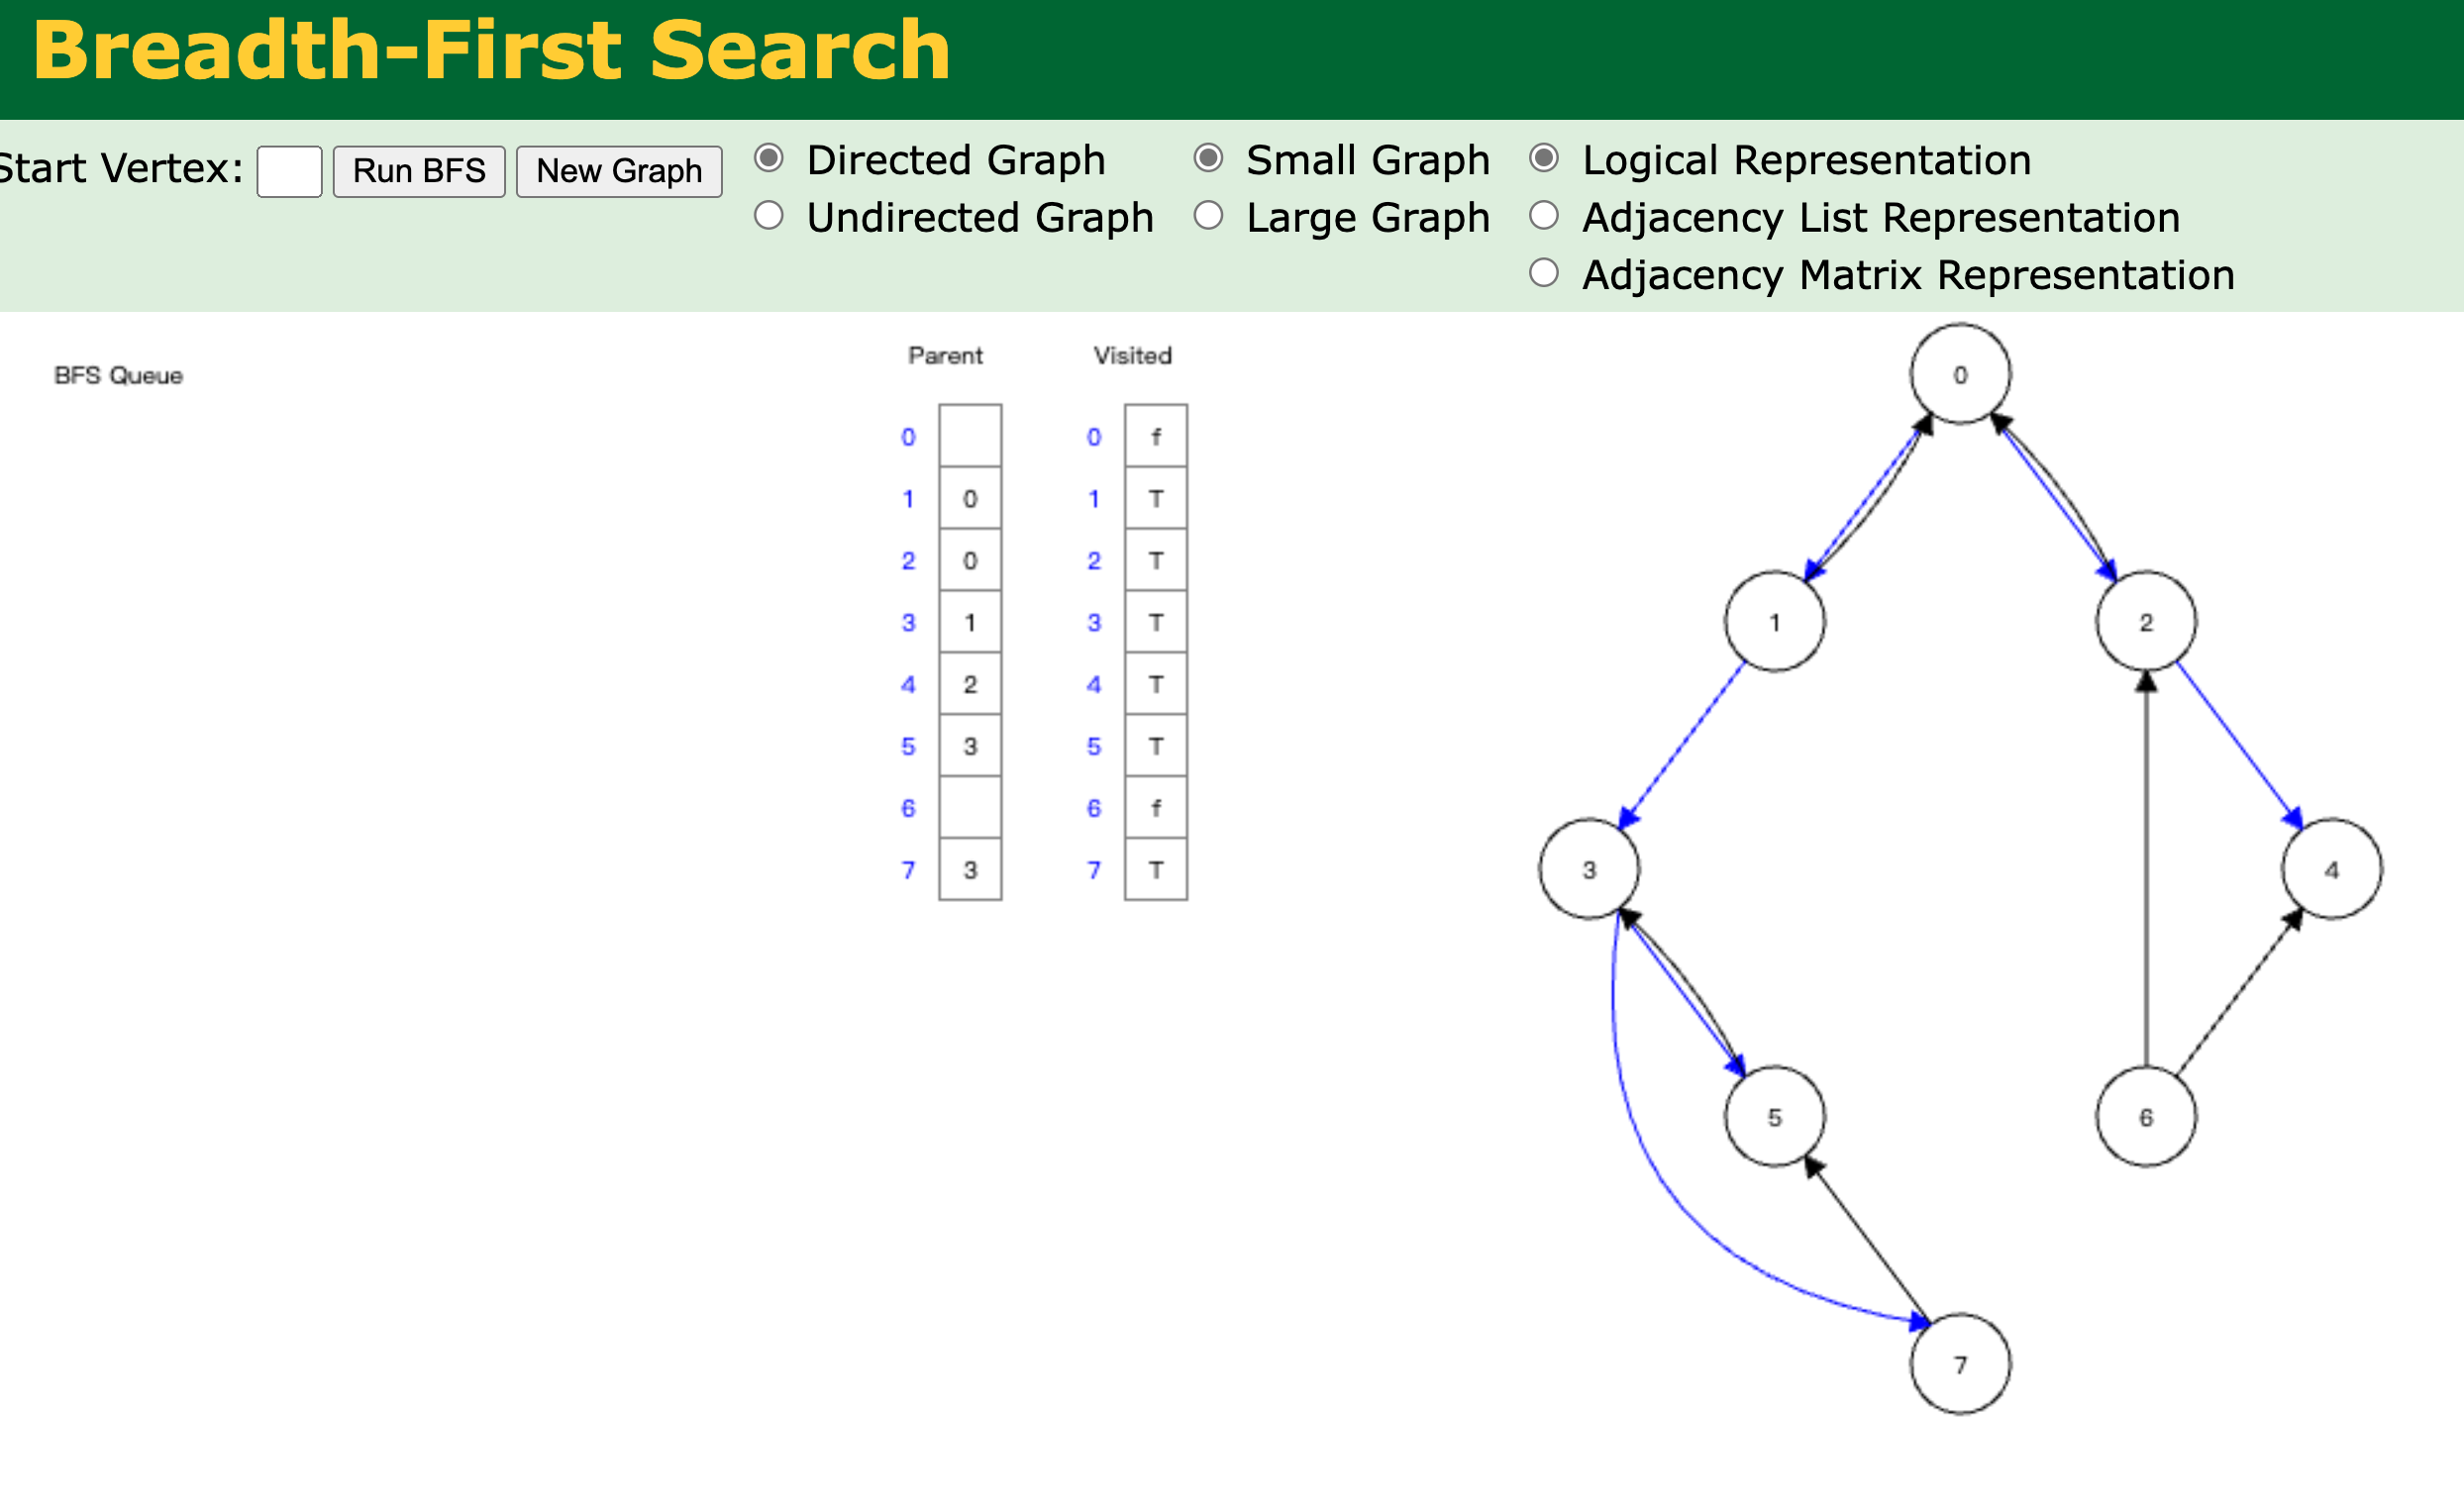 Breadth-First Search
Start Vertex: Run BFS New Graph Directed Graph Small Graph Logical Representation
Undirected Graph Large Graph Adjacency List Representation
Adjacency Matrix Representation
BFS Queue
Parent Visited
0 0 f
1 0 1 T
2 0 2 T
3 1 3 T
4 2 4 T
5 3 5 T
6 6 f
7 3 7 T
0
1 2
3 4
5 6
7